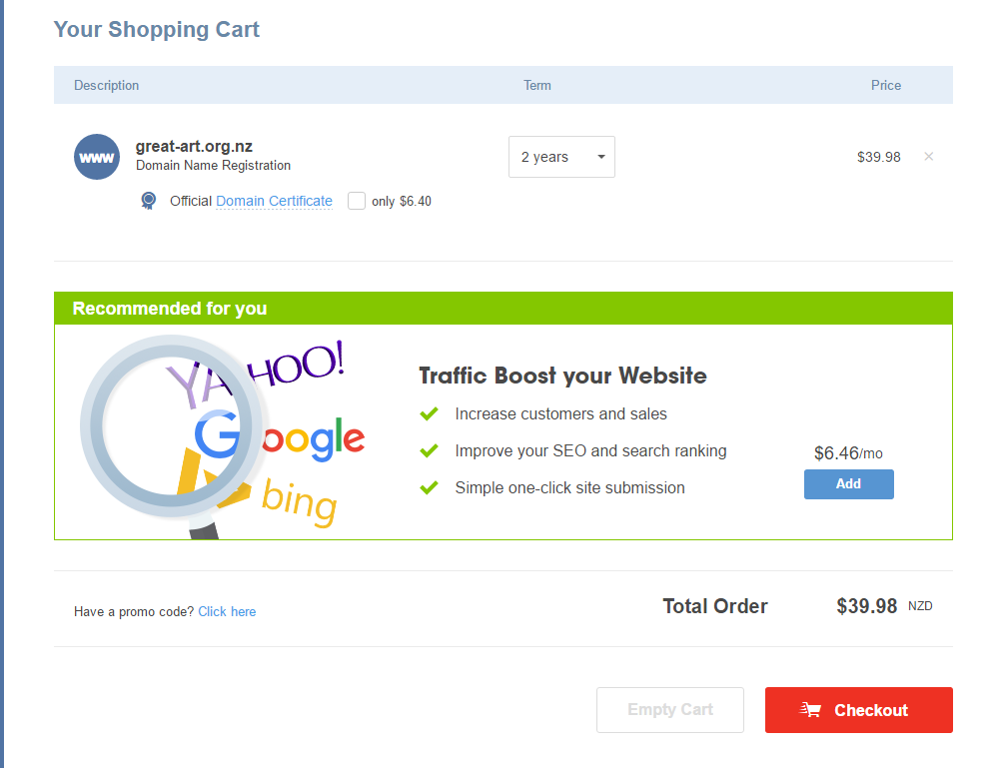 Your Shopping Cart
Description Term Price
www great-art.org.nz 2 years $39.98 ×
Domain Name Registration
Official Domain Certificate only $6.40
Recommended for you
YAHOO!
Google
bing
Traffic Boost your Website
Increase customers and sales
Improve your SEO and search ranking
Simple one-click site submission
$6.46/mo
Add
Have a promo code? Click here
Total Order $39.98 NZD
Empty Cart Checkout